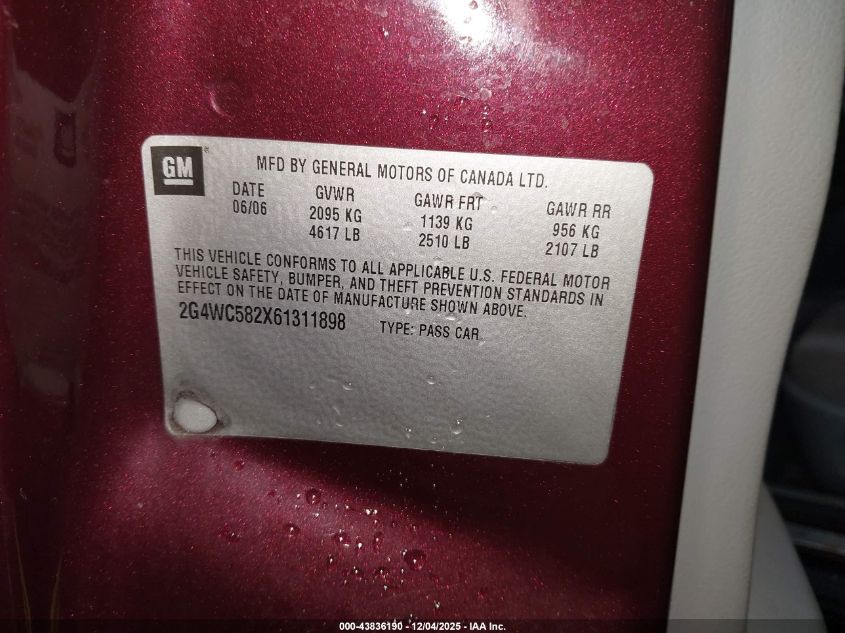 GM®
MFD BY GENERAL MOTORS OF CANADA LTD.
DATE GVWR GAWR FRT GAWR RR
06/06 2095 KG 1139 KG 956 KG
4617 LB 2510 LB 2107 LB
THIS VEHICLE CONFORMS TO ALL APPLICABLE U.S. FEDERAL MOTOR
VEHICLE SAFETY, BUMPER, AND THEFT PREVENTION STANDARDS IN
EFFECT ON THE DATE OF MANUFACTURE SHOWN ABOVE.
2G4WC582X61311898 TYPE: PASS CAR
000-43836190 - 12/04/2025 - IAA Inc.